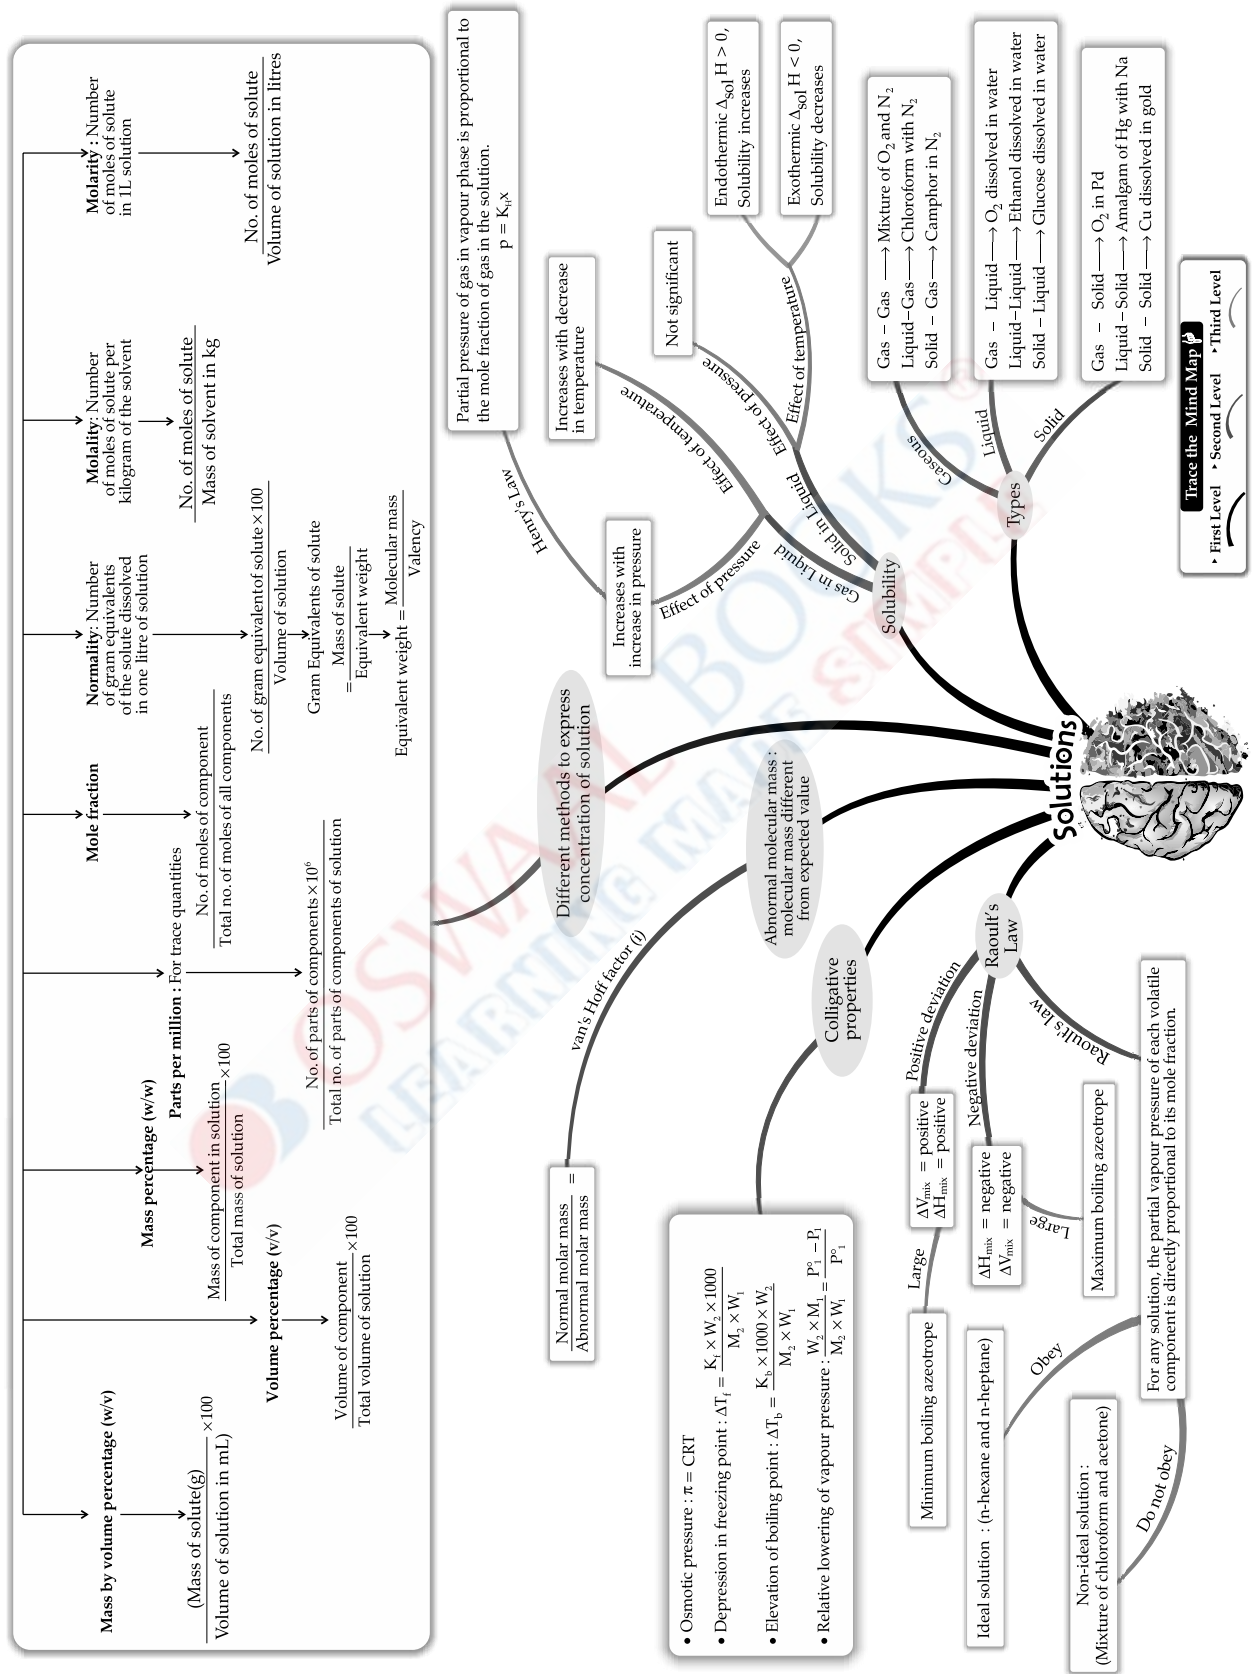 Mass by volume percentage (w/v)
(Mass of solute(g)
Volume of solution in mL)
×100
Volume percentage (v/v)
Volume of component
Total volume of solution
×100
Mass percentage (w/w)
Mass of component in solution
Total mass of solution
×100
Parts per million : For trace quantities
No. of parts of components ×10⁶
Total no. of parts of components of solution
Mole fraction
No. of moles of component
Total no. of moles of all components
Normality: Number
of gram equivalents
of the solute dissolved
in one litre of solution
No. of gram equivalent of solute×100
Volume of solution
Gram Equivalents of solute
= Mass of solute
Equivalent weight
Equivalent weight = Molecular mass
Valency
Molality: Number
of moles of solute per
kilogram of the solvent
No. of moles of solute
Mass of solvent in kg
Molarity : Number
of moles of solute
in 1L solution
No. of moles of solute
Volume of solution in litres
Different methods to express
concentration of solution
Partial pressure of gas in vapour phase is proportional to
the mole fraction of gas in the solution.
p = K_H x
Henry's Law
Increases with
increase in pressure
Effect of pressure
Increases with decrease
in temperature
Effect of temperature
Gas in Liquid
Solid in Liquid
Not significant
Effect of pressure
Effect of temperature
Endothermic Δsol H > 0,
Solubility increases
Exothermic Δsol H < 0,
Solubility decreases
Solubility
Types
Gaseous
Gas – Gas → Mixture of O₂ and N₂
Liquid–Gas → Chloroform with N₂
Solid – Gas → Camphor in N₂
Liquid
Gas – Liquid → O₂ dissolved in water
Liquid–Liquid → Ethanol dissolved in water
Solid – Liquid → Glucose dissolved in water
Solid
Gas – Solid → O₂ in Pd
Liquid – Solid → Amalgam of Hg with Na
Solid – Solid → Cu dissolved in gold
Trace the Mind Map
First Level
Second Level
Third Level
Solutions
Abnormal molecular mass :
molecular mass different
from expected value
van's Hoff factor (i)
Normal molar mass
Abnormal molar mass
=
Colligative
properties
• Osmotic pressure : π = CRT
• Depression in freezing point : ΔT_f = K_f × W₂ × 1000
M₂ × W₁
• Elevation of boiling point : ΔT_b = K_b × 1000 × W₂
M₂ × W₁
• Relative lowering of vapour pressure : W₂ × M₁ = P°₁ – P₁
M₂ × W₁ P°₁
Raoult's
Law
Positive deviation
ΔVmix = positive
ΔHmix = positive
Large
Minimum boiling azeotrope
Negative deviation
ΔHmix = negative
ΔVmix = negative
Large
Maximum boiling azeotrope
Raoult's law
For any solution, the partial vapour pressure of each volatile
component is directly proportional to its mole fraction.
Obey
Ideal solution : (n-hexane and n-heptane)
Do not obey
Non-ideal solution :
(Mixture of chloroform and acetone)
OSWAAL BOOKS®
LEARNING MADE SIMPLE